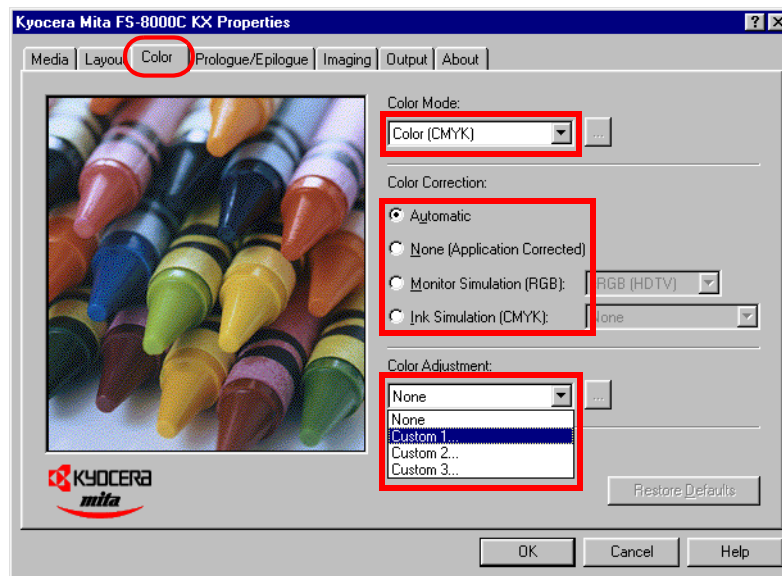 Kyocera Mita FS-8000C KX Properties
Media Layout Color Prologue/Epilogue Imaging Output About
Color Mode:
Color (CMYK)
...
Color Correction:
Automatic
None (Application Corrected)
Monitor Simulation (RGB): RGB (HDTV)
Ink Simulation (CMYK): None
Color Adjustment:
None
...
None
Custom 1...
Custom 2...
Custom 3...
KYOCERA
mita
Restore Defaults
OK Cancel Help